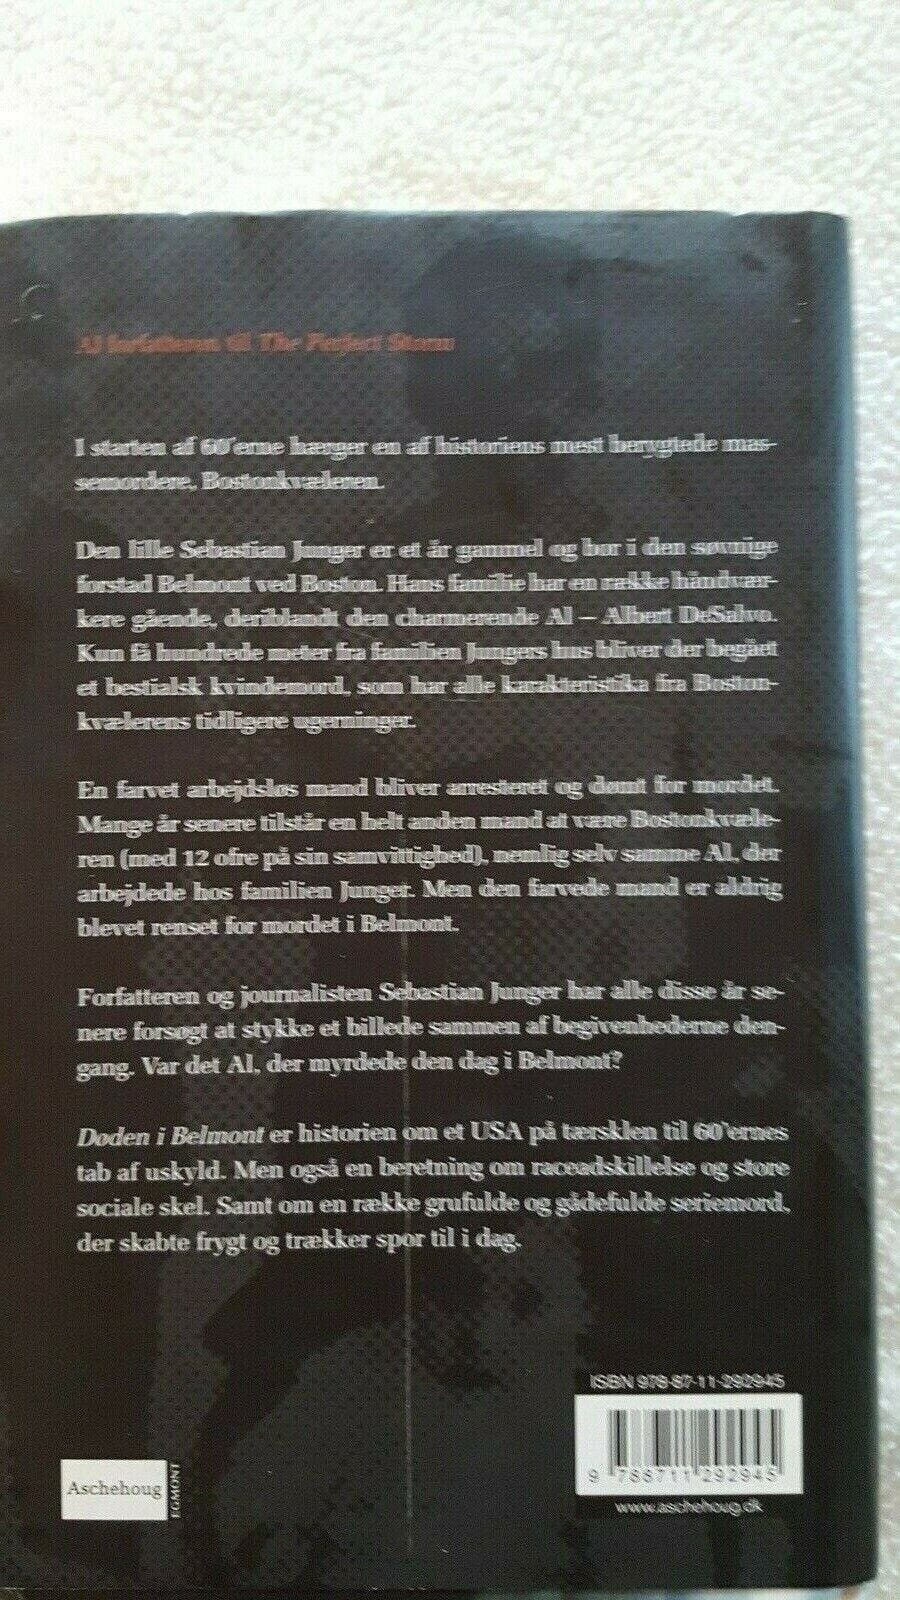 Af forfatteren til The Perfect Storm
I starten af 60'erne hærger en af historiens mest berygtede mas-
semordere, Bostonkvæleren.
Den lille Sebastian Junger er et år gammel og bor i den søvnige
forstad Belmont ved Boston. Hans familie har en række håndvær-
kere gående, deriblandt den charmerende Al – Albert DeSalvo.
Kun få hundrede meter fra familien Jungers hus bliver der begået
et bestialsk kvindemord, som har alle karakteristika fra Boston-
kvælerens tidligere ugerninger.
En farvet arbejdsløs mand bliver arresteret og dømt for mordet.
Mange år senere tilstår en helt anden mand at være Bostonkvæle-
ren (med 12 ofre på sin samvittighed), nemlig selv samme Al, der
arbejdede hos familien Junger. Men den farvede mand er aldrig
blevet renset for mordet i Belmont.
Forfatteren og journalisten Sebastian Junger har alle disse år se-
nere forsøgt at stykke et billede sammen af begivenhederne den-
gang. Var det Al, der myrdede den dag i Belmont?
Døden i Belmont er historien om et USA på tærsklen til 60'ernes
tab af uskyld. Men også en beretning om raceadskillelse og store
sociale skel. Samt om en række grufulde og gådefulde seriemord,
der skabte frygt og trækker spor til i dag.
ISBN 978-87-11-292945
9 788711 292945
www.aschehoug.dk
Aschehoug
EGMONT